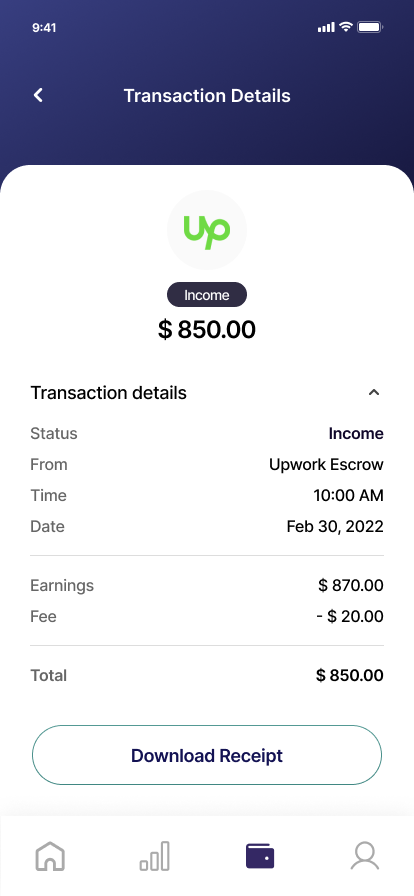 9:41
Transaction Details
up
Income
$ 850.00
Transaction details
Status Income
From Upwork Escrow
Time 10:00 AM
Date Feb 30, 2022
Earnings $ 870.00
Fee - $ 20.00
Total $ 850.00
Download Receipt